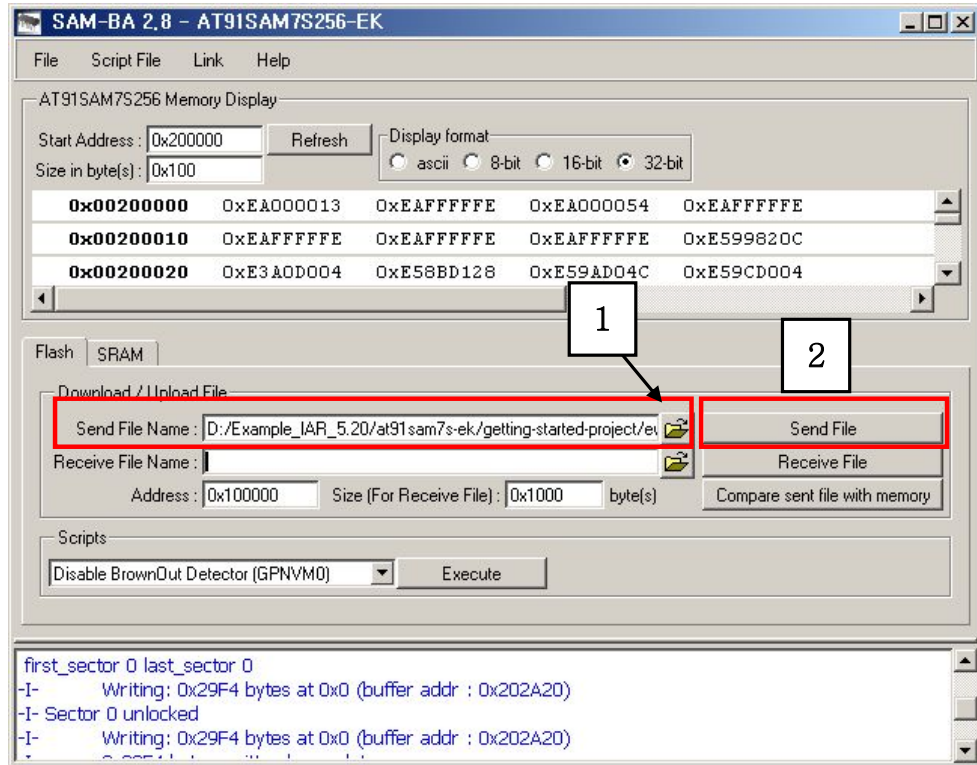 SAM-BA 2.8 - AT91SAM7S256-EK
File Script File Link Help
AT91SAM7S256 Memory Display
Start Address : 0x200000 Refresh Display format
Size in byte(s) : 0x100 ascii 8-bit 16-bit 32-bit
0x00200000 0xEA000013 0xEAFFFFFE 0xEA000054 0xEAFFFFFE
0x00200010 0xEAFFFFFE 0xEAFFFFFE 0xEAFFFFFE 0xE599820C
0x00200020 0xE3A0D004 0xE58BD128 0xE59AD04C 0xE59CD004
1
2
Flash SRAM
Download / Upload File
Send File Name : D:/Example_IAR_5.20/at91sam7s-ek/getting-started-project/ Send File
Receive File Name : Receive File
Address : 0x100000 Size (For Receive File) : 0x1000 byte(s) Compare sent file with memory
Scripts
Disable BrownOut Detector (GPNVM0) Execute
first_sector 0 last_sector 0
-I- Writing: 0x29F4 bytes at 0x0 (buffer addr : 0x202A20)
-I- Sector 0 unlocked
-I- Writing: 0x29F4 bytes at 0x0 (buffer addr : 0x202A20)